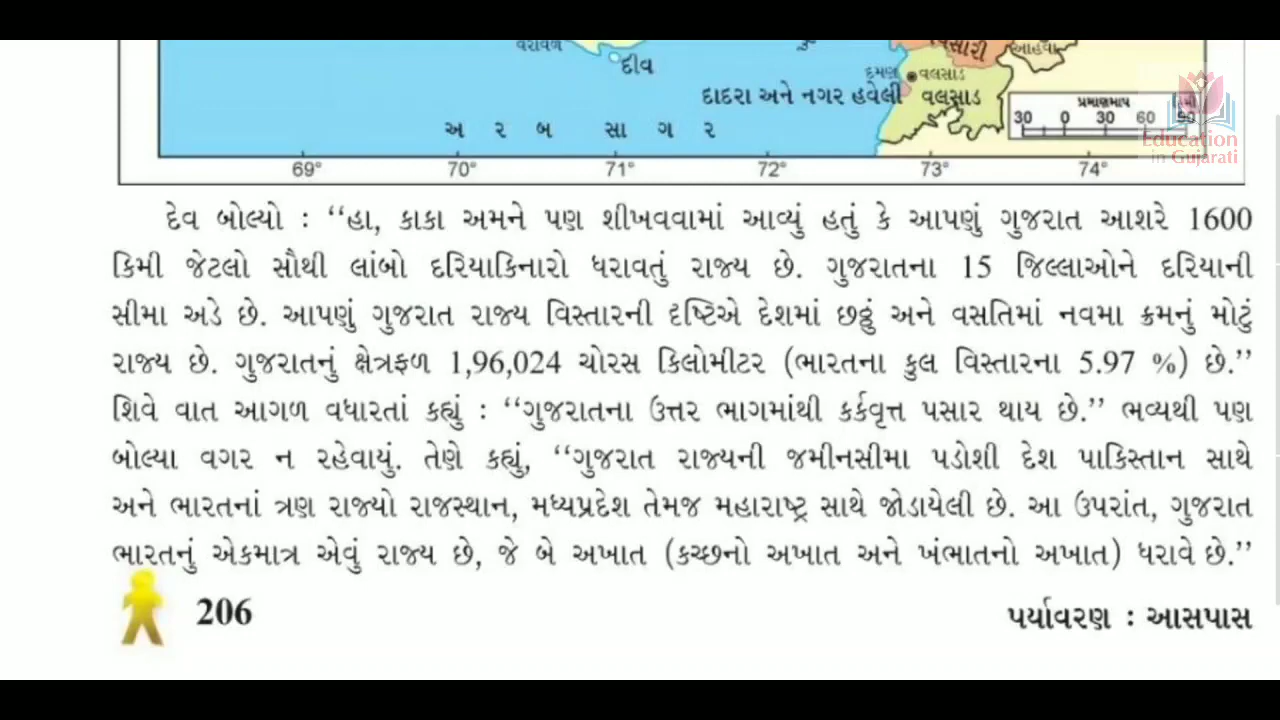 વેરાવળ
દીવ
નવસારી
આહવા
દમણ
વલસાડ
દાદરા અને નગર હવેલી
વલસાડ
અ ર બ સા ગ ર
પ્રમાણમાપ
30 0 30 60 90
69° 70° 71° 72° 73° 74°
Education
in Gujarati
દેવ બોલ્યો : “હા, કાકા અમને પણ શીખવવામાં આવ્યું હતું કે આપણું ગુજરાત આશરે 1600
કિમી જેટલો સૌથી લાંબો દરિયાકિનારો ધરાવતું રાજ્ય છે. ગુજરાતના 15 જિલ્લાઓને દરિયાની
સીમા અડે છે. આપણું ગુજરાત રાજ્ય વિસ્તારની દૃષ્ટિએ દેશમાં છઠ્ઠું અને વસતિમાં નવમા ક્રમનું મોટું
રાજ્ય છે. ગુજરાતનું ક્ષેત્રફળ 1,96,024 ચોરસ કિલોમીટર (ભારતના કુલ વિસ્તારના 5.97 %) છે.”
શિવે વાત આગળ વધારતાં કહ્યું : “ગુજરાતના ઉત્તર ભાગમાંથી કર્કવૃત્ત પસાર થાય છે.” ભવ્યથી પણ
બોલ્યા વગર ન રહેવાયું. તેણે કહ્યું, “ગુજરાત રાજ્યની જમીનસીમા પડોશી દેશ પાકિસ્તાન સાથે
અને ભારતનાં ત્રણ રાજ્યો રાજસ્થાન, મધ્યપ્રદેશ તેમજ મહારાષ્ટ્ર સાથે જોડાયેલી છે. આ ઉપરાંત, ગુજરાત
ભારતનું એકમાત્ર એવું રાજ્ય છે, જે બે અખાત (કચ્છનો અખાત અને ખંભાતનો અખાત) ધરાવે છે.”
206
પર્યાવરણ : આસપાસ